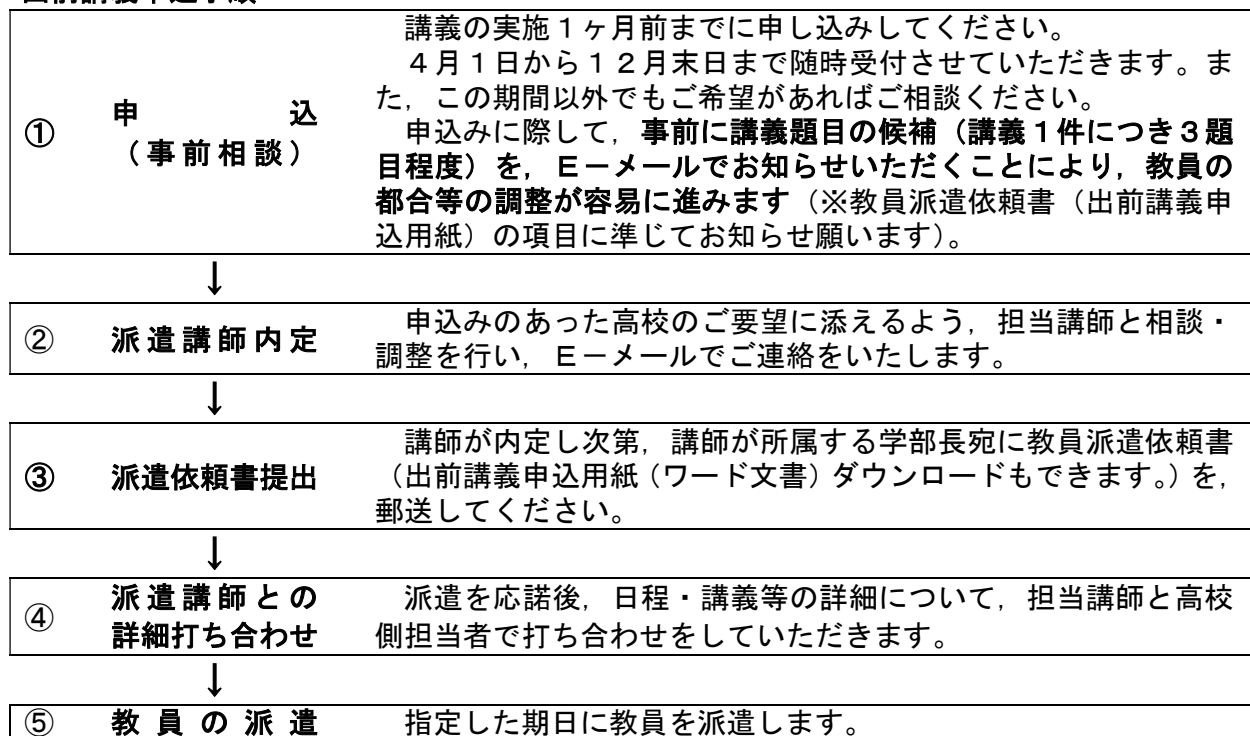 講義の実施１ヶ月前までに申し込みしてください。
４月１日から１２月末日まで随時受付させていただきます。ま
た，この期間以外でもご希望があればご相談ください。
① 申込
（事前相談）
申込みに際して，事前に講義題目の候補（講義１件につき３題
目程度）を，Ｅ－メールでお知らせいただくことにより，教員の
都合等の調整が容易に進みます（※教員派遣依頼書（出前講義申
込用紙）の項目に準じてお知らせ願います）。
↓
② 派遣講師内定
申込みのあった高校のご要望に添えるよう，担当講師と相談・
調整を行い，Ｅ－メールでご連絡をいたします。
↓
③ 派遣依頼書提出
講師が内定し次第，講師が所属する学部長宛に教員派遣依頼書
（出前講義申込用紙（ワード文書）ダウンロードもできます。）を，
郵送してください。
↓
④ 派遣講師との
詳細打ち合わせ
派遣を応諾後，日程・講義等の詳細について，担当講師と高校
側担当者で打ち合わせをしていただきます。
↓
⑤ 教員の派遣
指定した期日に教員を派遣します。